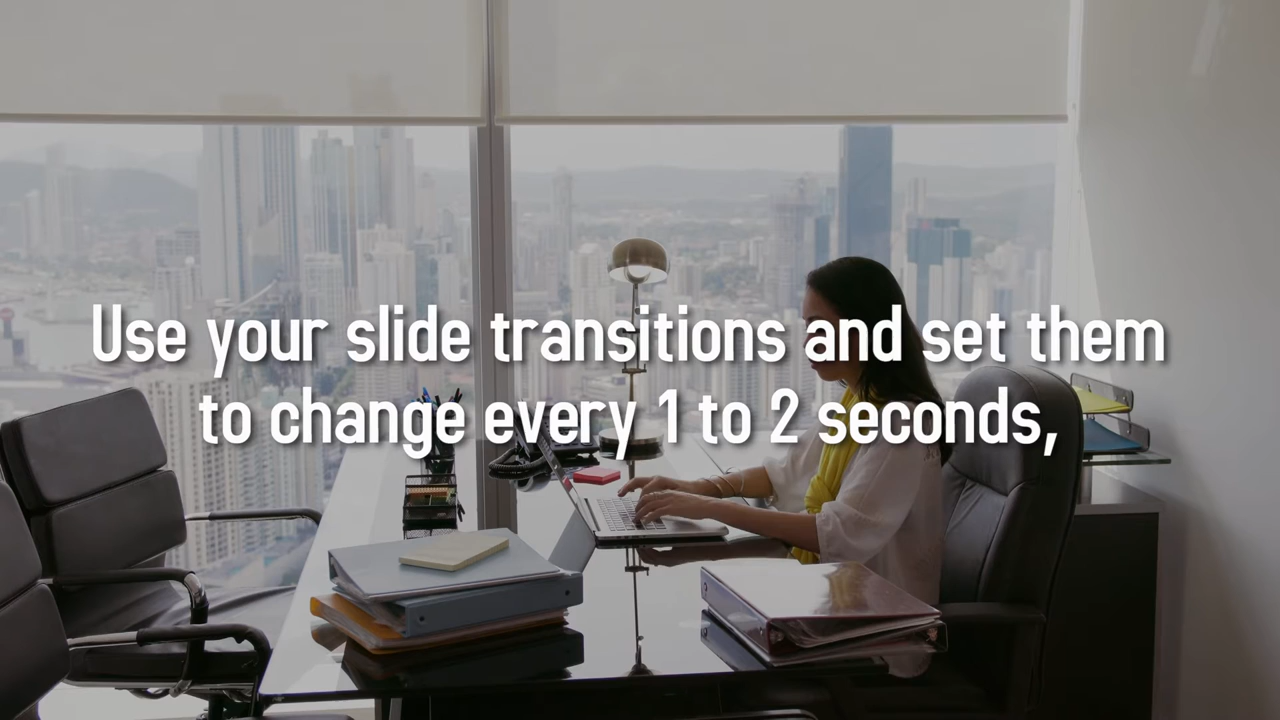 Use your slide transitions and set them
to change every 1 to 2 seconds,